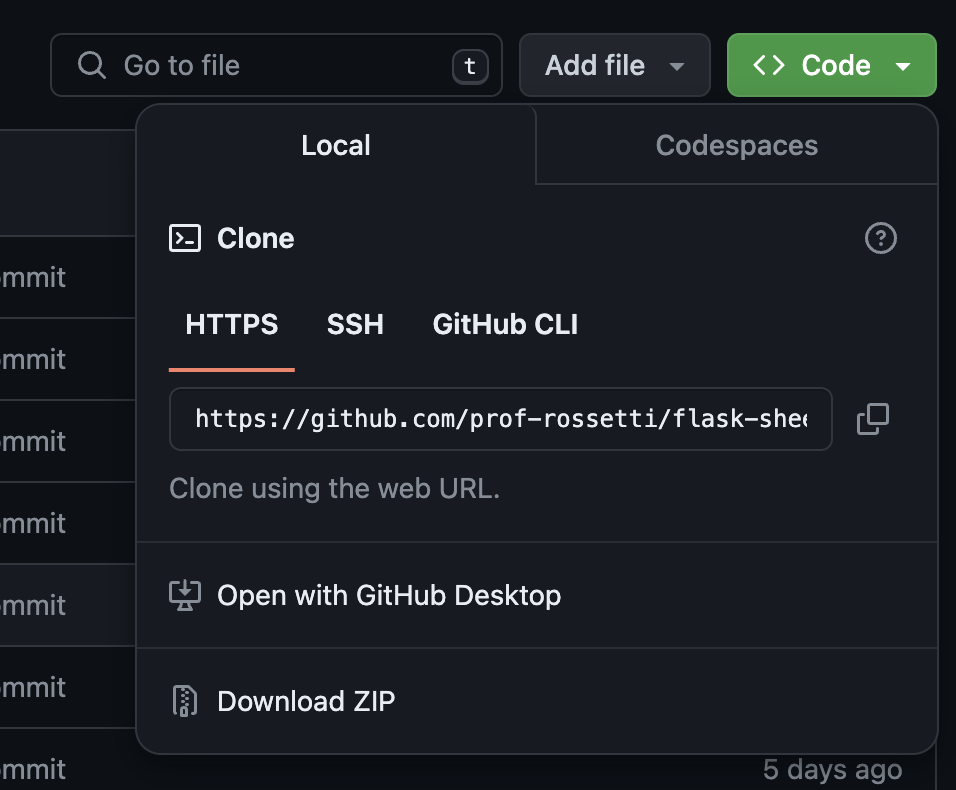 Go to file t Add file Code
Local Codespaces
Clone
HTTPS SSH GitHub CLI
https://github.com/prof-rossetti/flask-shee
Clone using the web URL.
Open with GitHub Desktop
Download ZIP
ommit
ommit
ommit
ommit
ommit
ommit
ommit 5 days ago